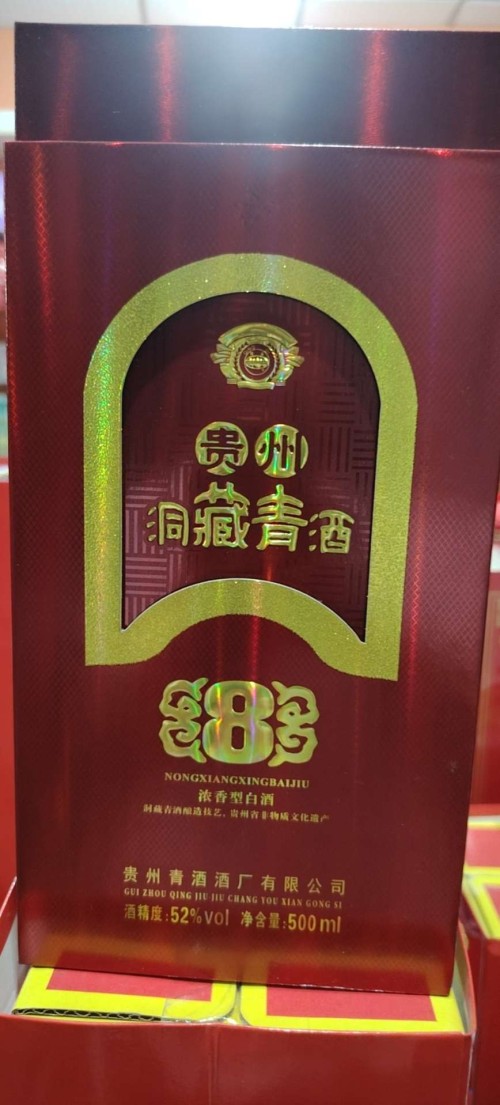 贵州
洞藏青酒
8
NONGXIANGXINGBAIJIU
浓香型白酒
洞藏青酒酿造技艺，贵州省非物质文化遗产
贵州青酒酒厂有限公司
GUI ZHOU QING JIU JIU CHANG YOU XIAN GONG SI
酒精度:52%vol 净含量:500ml